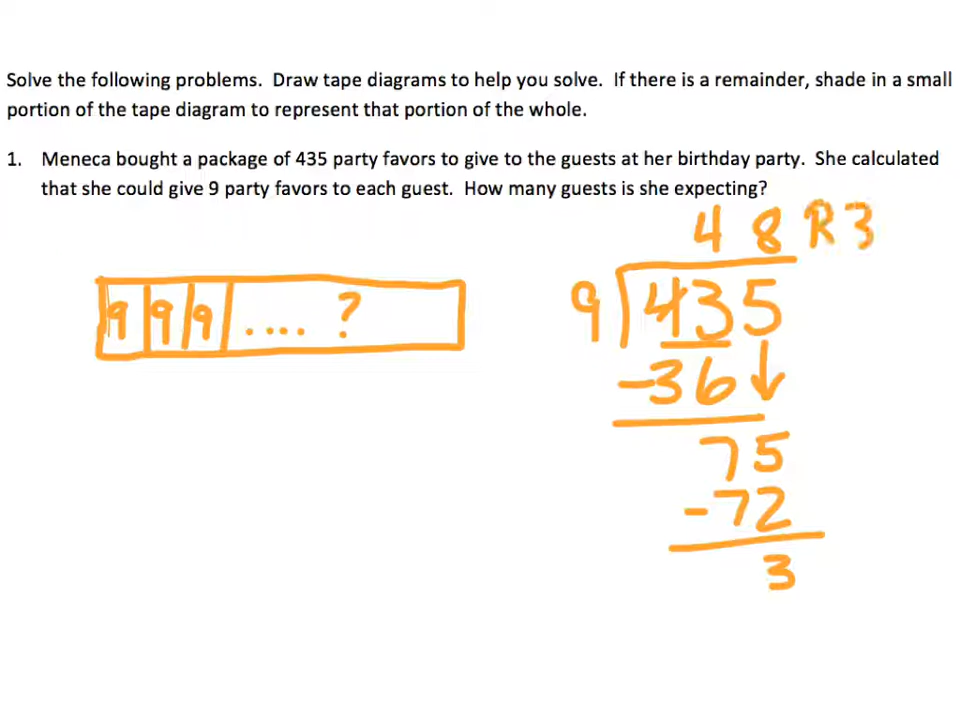 Solve the following problems. Draw tape diagrams to help you solve. If there is a remainder, shade in a small
portion of the tape diagram to represent that portion of the whole.
1. Meneca bought a package of 435 party favors to give to the guests at her birthday party. She calculated
that she could give 9 party favors to each guest. How many guests is she expecting?
48 R3
9 9 9 .... ?
9 435
-36
75
-72
3